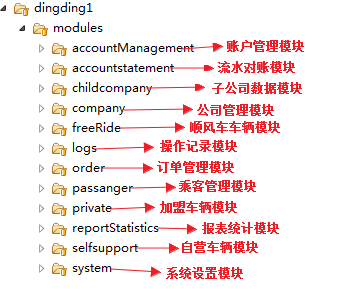 dingding1
modules
accountManagement 账户管理模块
accountstatement 流水对账模块
childcompany 子公司数据模块
company 公司管理模块
freeRide 顺风车车辆模块
logs 操作记录模块
order 订单管理模块
passanger 乘客管理模块
private 加盟车辆模块
reportStatistics 报表统计模块
selfsupport 自营车辆模块
system 系统设置模块